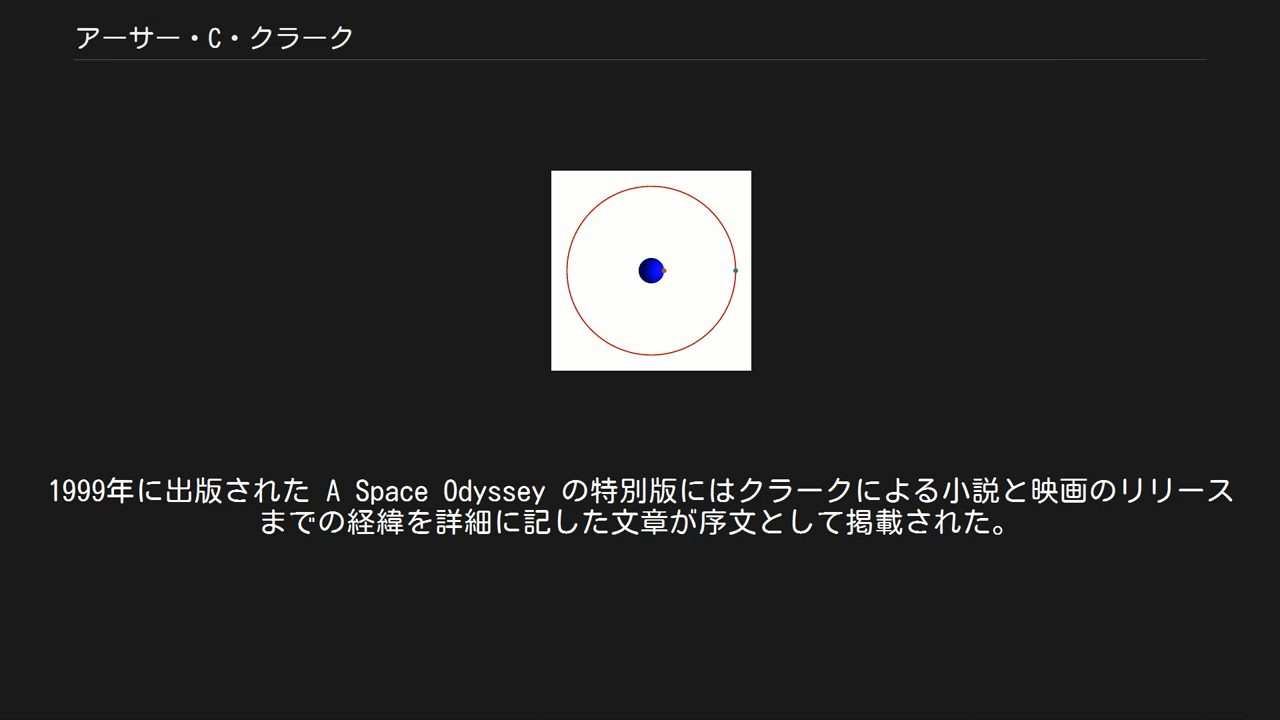 アーサー・C・クラーク
1999年に出版された A Space Odyssey の特別版にはクラークによる小説と映画のリリース
までの経緯を詳細に記した文章が序文として掲載された。